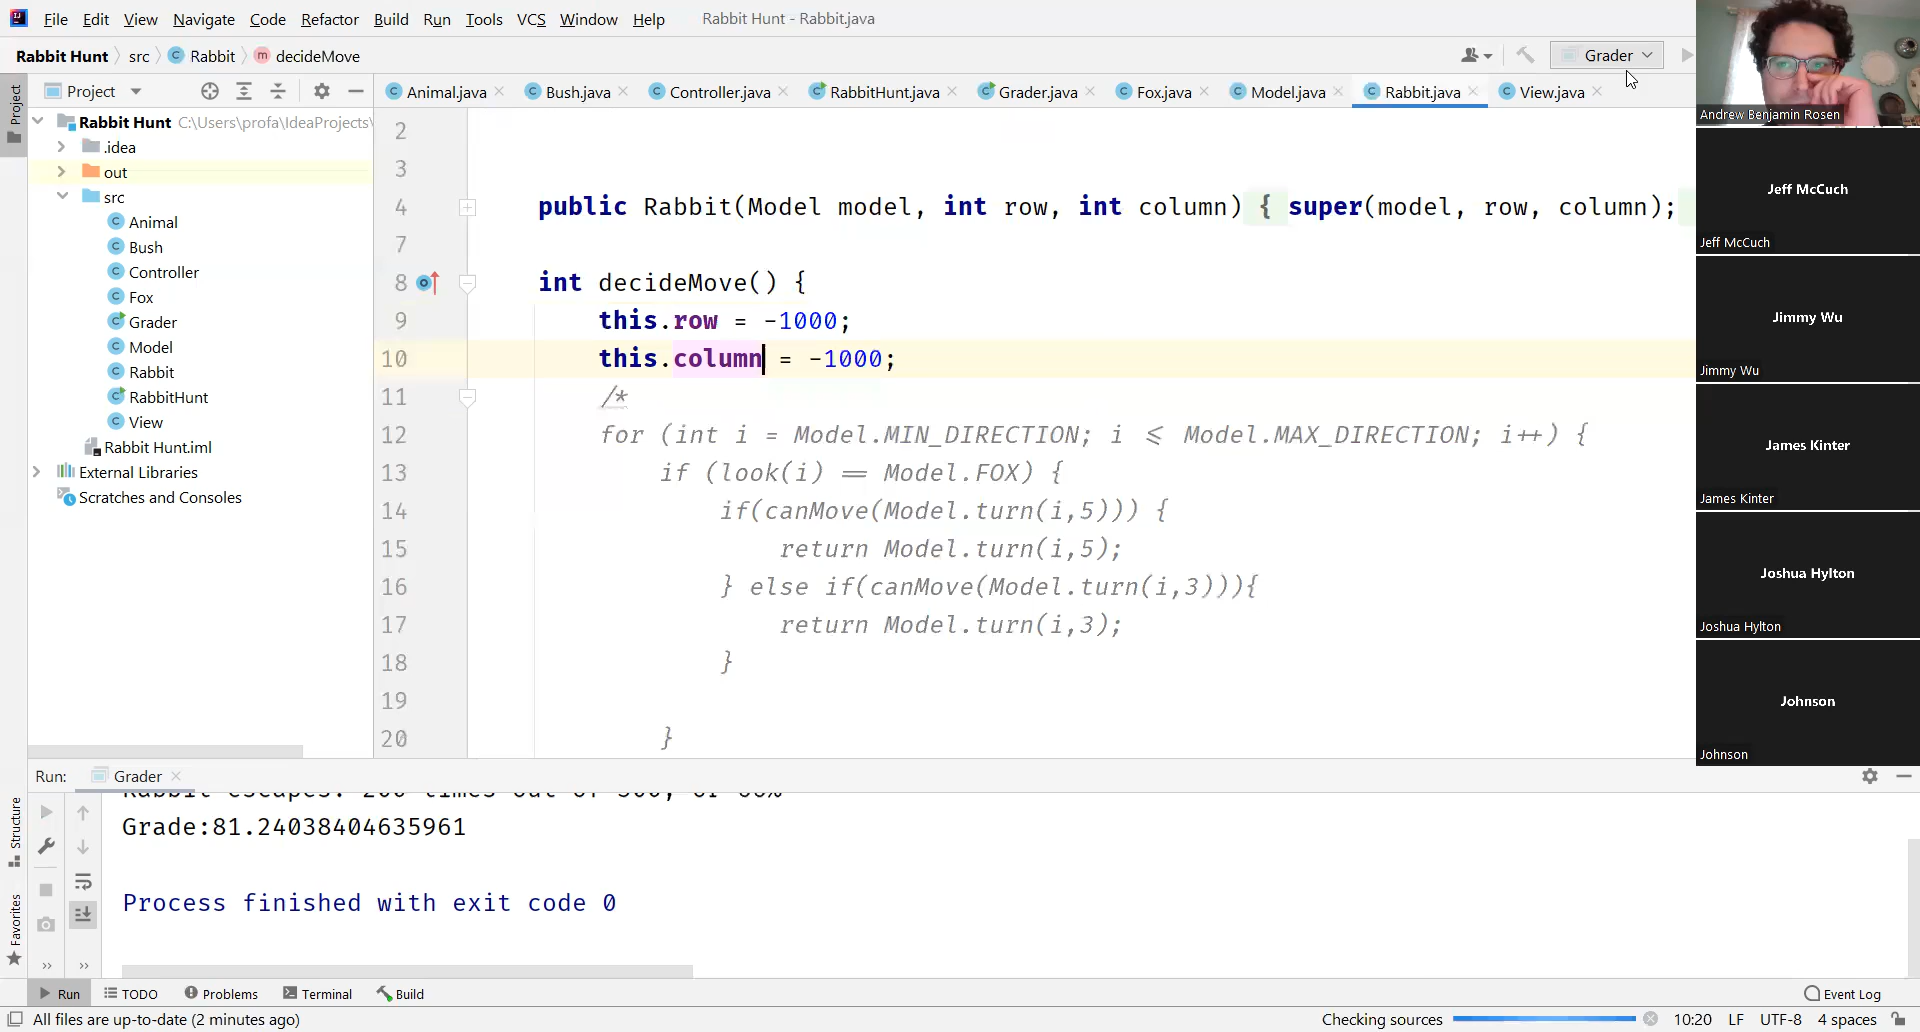 File Edit View Navigate Code Refactor Build Run Tools VCS Window Help Rabbit Hunt - Rabbit.java
Rabbit Hunt src Rabbit decideMove Grader
Project
Animal.java Bush.java Controller.java RabbitHunt.java Grader.java Fox.java Model.java Rabbit.java View.java
Project
Rabbit Hunt C:\Users\profa\IdeaProjects\
.idea
out
src
Animal
Bush
Controller
Fox
Grader
Model
Rabbit
RabbitHunt
View
Rabbit Hunt.iml
External Libraries
Scratches and Consoles
2
3
4 public Rabbit(Model model, int row, int column) { super(model, row, column);
7
8 int decideMove() {
9 this.row = -1000;
10 this.column = -1000;
11 /*
12 for (int i = Model.MIN_DIRECTION; i <= Model.MAX_DIRECTION; i++) {
13 if (look(i) == Model.FOX) {
14 if(canMove(Model.turn(i,5))) {
15 return Model.turn(i,5);
16 } else if(canMove(Model.turn(i,3))){
17 return Model.turn(i,3);
18 }
19
20 }
Andrew Benjamin Rosen
Jeff McCuch
Jeff McCuch
Jimmy Wu
Jimmy Wu
James Kinter
James Kinter
Joshua Hylton
Joshua Hylton
Johnson
Johnson
Run: Grader
Grade:81.24038404635961
Process finished with exit code 0
Structure
Favorites
Run TODO Problems Terminal Build Event Log
All files are up-to-date (2 minutes ago) Checking sources 10:20 LF UTF-8 4 spaces